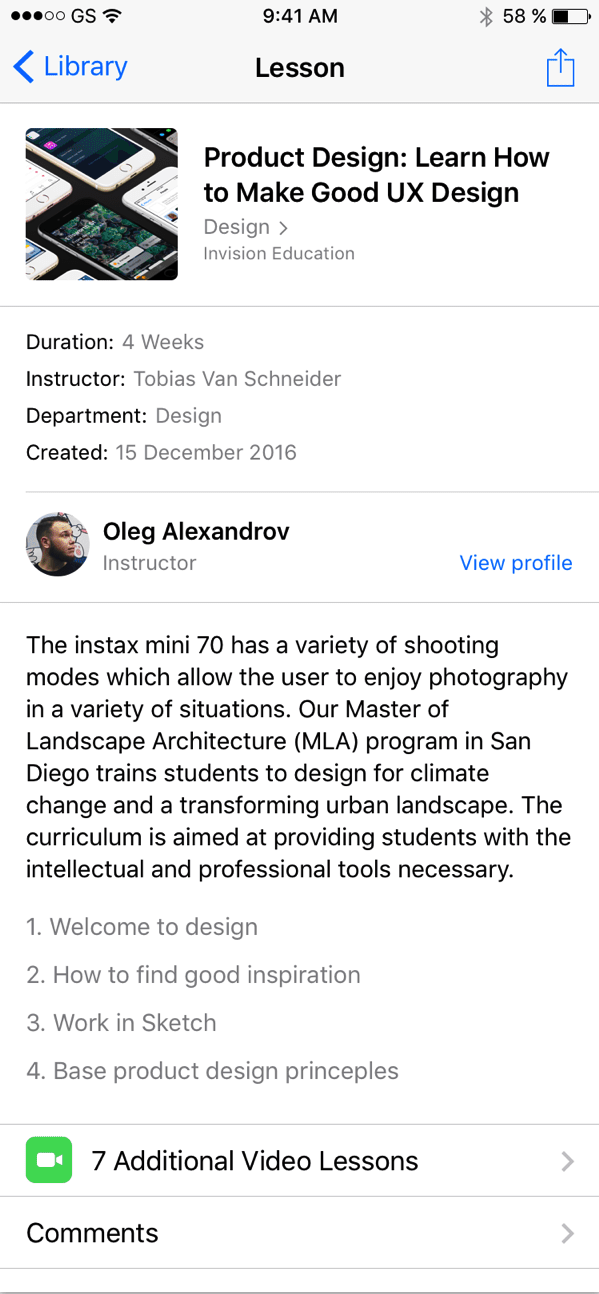 GS 9:41 AM 58 %
Library Lesson
Product Design: Learn How
to Make Good UX Design
Design
Invision Education
Duration: 4 Weeks
Instructor: Tobias Van Schneider
Department: Design
Created: 15 December 2016
Oleg Alexandrov
Instructor
View profile
The instax mini 70 has a variety of shooting
modes which allow the user to enjoy photography
in a variety of situations. Our Master of
Landscape Architecture (MLA) program in San
Diego trains students to design for climate
change and a transforming urban landscape. The
curriculum is aimed at providing students with the
intellectual and professional tools necessary.
1. Welcome to design
2. How to find good inspiration
3. Work in Sketch
4. Base product design princeples
7 Additional Video Lessons
Comments